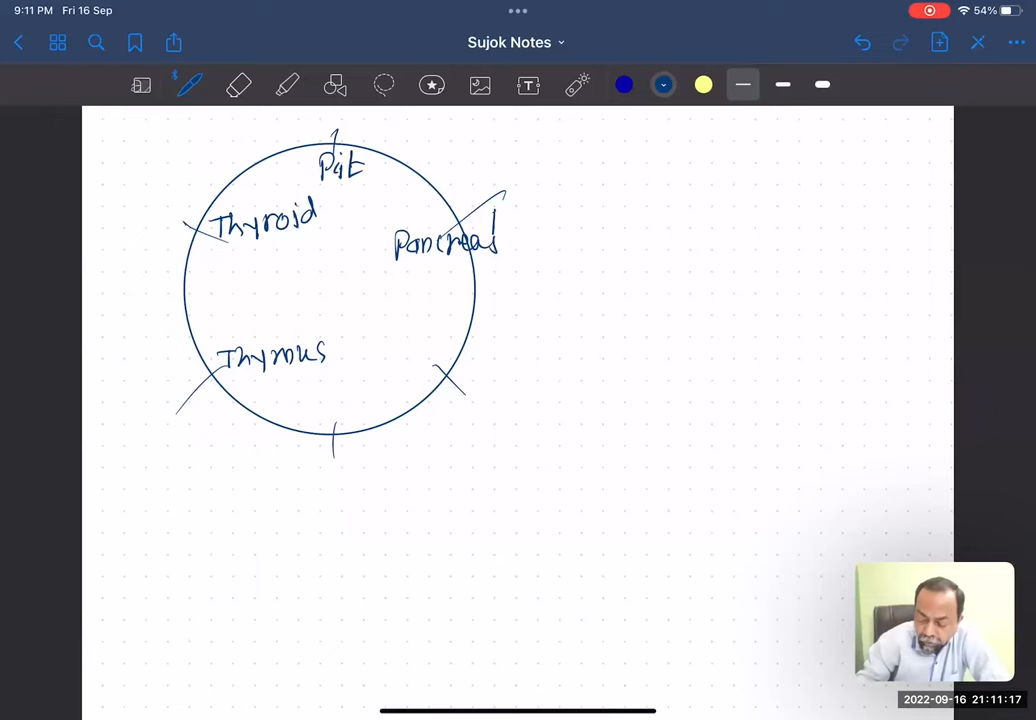 9:11 PM Fri 16 Sep
54%
Sujok Notes
T
Pit
Thyroid
Pancreas
Thymus
2022-09-16 21:11:17